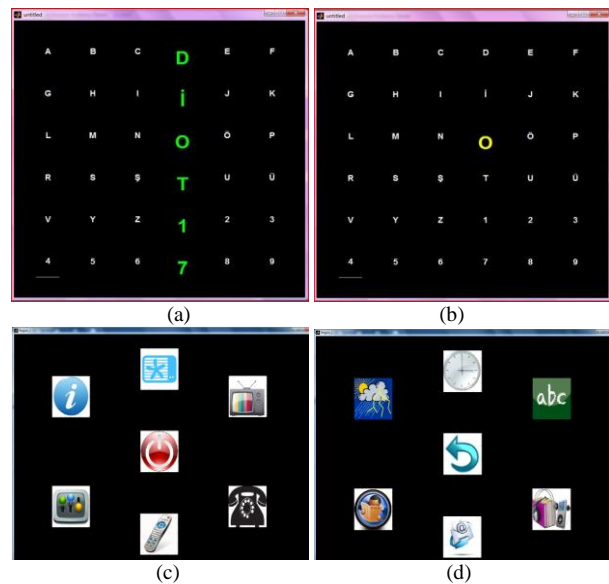 untitled
A B C D E F
G H I İ J K
L M N O Ö P
R S Ş T U Ü
V Y Z 1 2 3
4 5 6 7 8 9
(a)
untitled
A B C D E F
G H I İ J K
L M N O Ö P
R S Ş T U Ü
V Y Z 1 2 3
4 5 6 7 8 9
(b)
i
(c)
abc
@
(d)